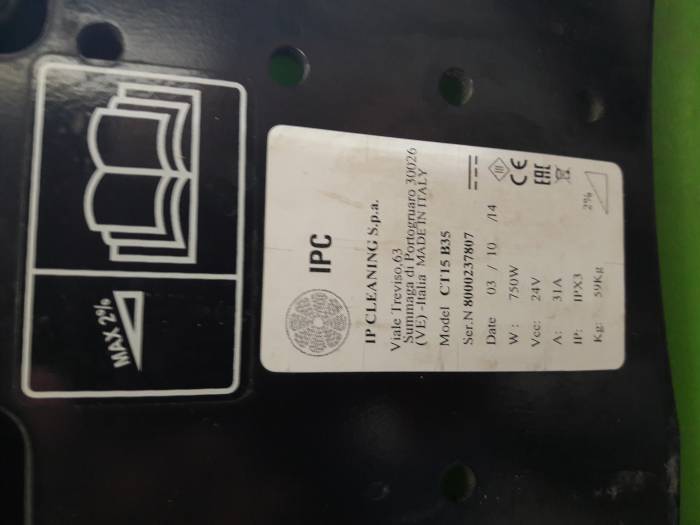 MAX 2%
IPC
IP CLEANING S.p.a.
Viale Treviso,63
Summaga di Portogruaro 30026
(VE) -Italia MADE IN ITALY
Model CT15 B35
Ser.N 8000237807
Date 03 / 10 /14
W : 750W
Vcc: 24V
A: 31A
IP: IPX3
Kg: 59Kg 2%
III
CE
EAC